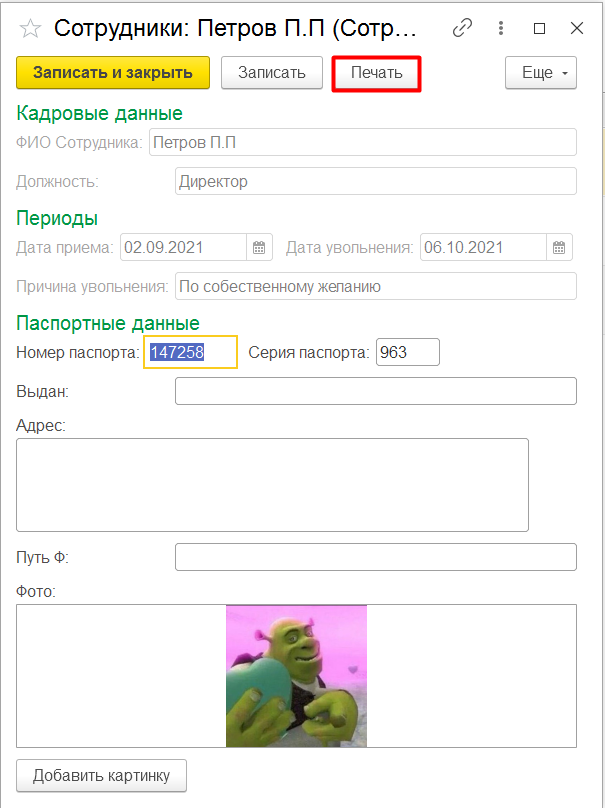 Сотрудники: Петров П.П (Сотр...
Записать и закрыть Записать Печать Еще
Кадровые данные
ФИО Сотрудника: Петров П.П
Должность: Директор
Периоды
Дата приема: 02.09.2021 Дата увольнения: 06.10.2021
Причина увольнения: По собественному желанию
Паспортные данные
Номер паспорта: 147258 Серия паспорта: 963
Выдан:
Адрес:
Путь Ф:
Фото:
Добавить картинку